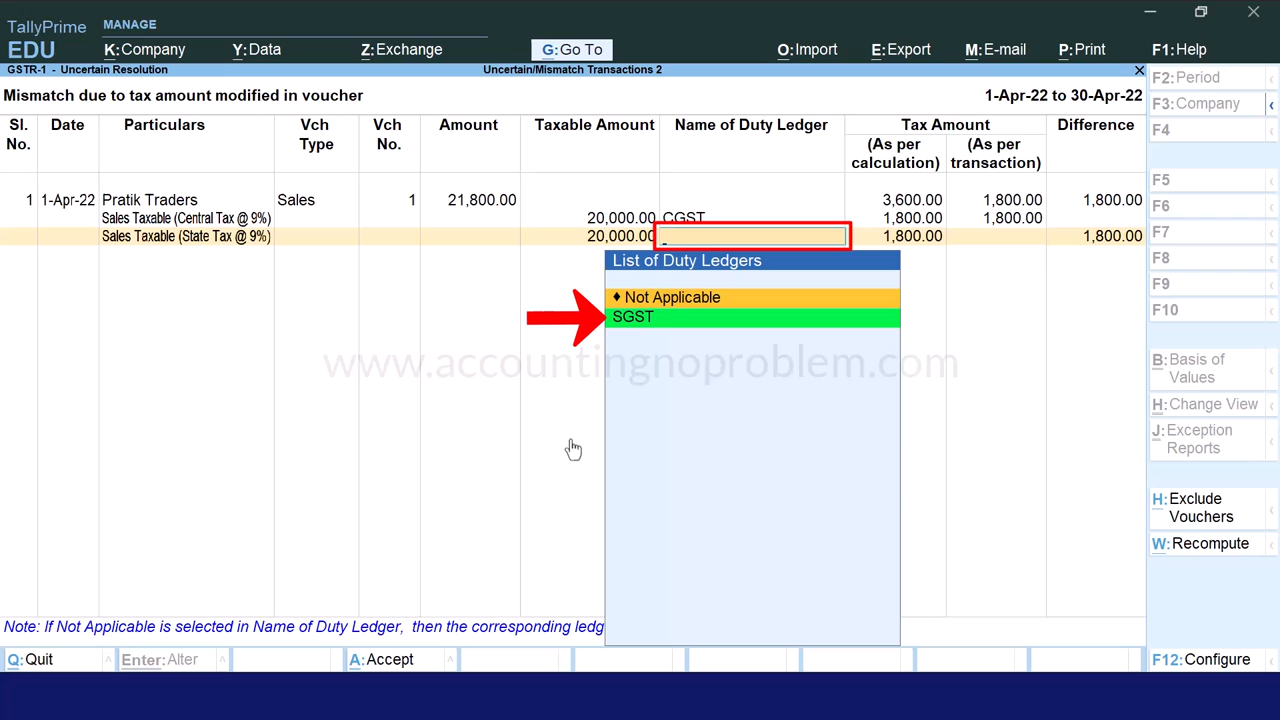 TallyPrime
EDU
MANAGE
K:Company
Y:Data
Z:Exchange
G:Go To
O:Import
E:Export
M:E-mail
P:Print
F1:Help
GSTR-1 - Uncertain Resolution
Uncertain/Mismatch Transactions 2
Mismatch due to tax amount modified in voucher
1-Apr-22 to 30-Apr-22
Sl. No.
Date
Particulars
Vch Type
Vch No.
Amount
Taxable Amount
Name of Duty Ledger
Tax Amount
(As per calculation)
(As per transaction)
Difference
1 1-Apr-22 Pratik Traders Sales 1 21,800.00 3,600.00 1,800.00 1,800.00
Sales Taxable (Central Tax @ 9%) 20,000.00 CGST 1,800.00 1,800.00
Sales Taxable (State Tax @ 9%) 20,000.00 1,800.00 1,800.00
List of Duty Ledgers
♦ Not Applicable
SGST
www.accountingnoproblem.com
Note: If Not Applicable is selected in Name of Duty Ledger, then the corresponding ledg
Q:Quit
Enter:Alter
A:Accept
F2:Period
F3:Company
F4
F5
F6
F7
F8
F9
F10
B:Basis of
Values
H:Change View
J:Exception
Reports
H:Exclude
Vouchers
W:Recompute
F12:Configure